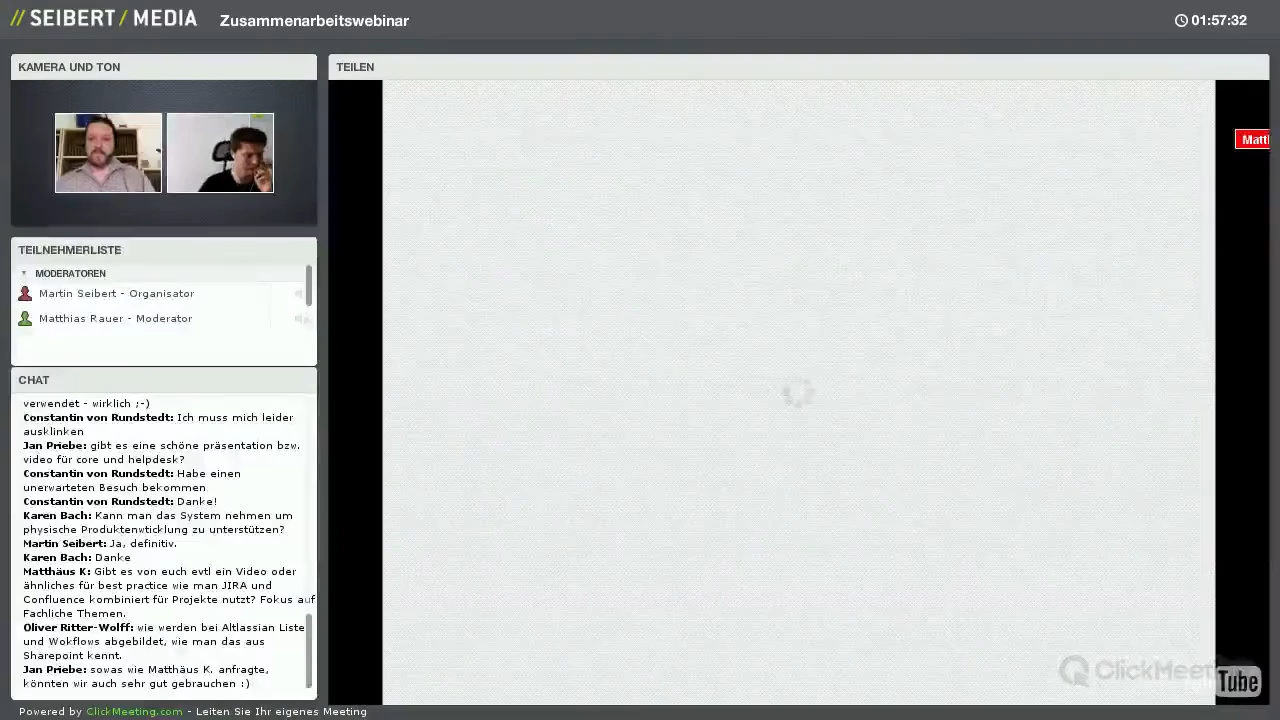 // SEIBERT / MEDIA Zusammenarbeitswebinar 01:57:32
KAMERA UND TON
TEILEN
Matt
TEILNEHMERLISTE
MODERATOREN
Martin Seibert - Organisator
Matthias Rauer - Moderator
CHAT
verwendet - wirklich ;-)
Constantin von Rundstedt: Ich muss mich leider
ausklinken
Jan Priebe: gibt es eine schöne präsentation bzw.
video für core und helpdesk?
Constantin von Rundstedt: Habe einen
unerwarteten Besuch bekommen.
Constantin von Rundstedt: Danke!
Karen Bach: Kann man das System nehmen um
physische Produktenwticklung zu unterstützen?
Martin Seibert: Ja, definitiv.
Karen Bach: Danke
Matthäus K: Gibt es von euch evtl ein Video oder
ähnliches für best practice wie man JIRA und
Confluence kombiniert für Projekte nutzt? Fokus auf
Fachliche Themen.
Oliver Ritter-Wolff: wie werden bei Altlassian Liste
und Wokflows abgebildet, wie man das aus
Sharepoint kennt.
Jan Priebe: sowas wie Matthäus K. anfragte,
könnten wir auch sehr gut gebrauchen :)
ClickMeeting
Tube
Powered by ClickMeeting.com - Leiten Sie Ihr eigenes Meeting